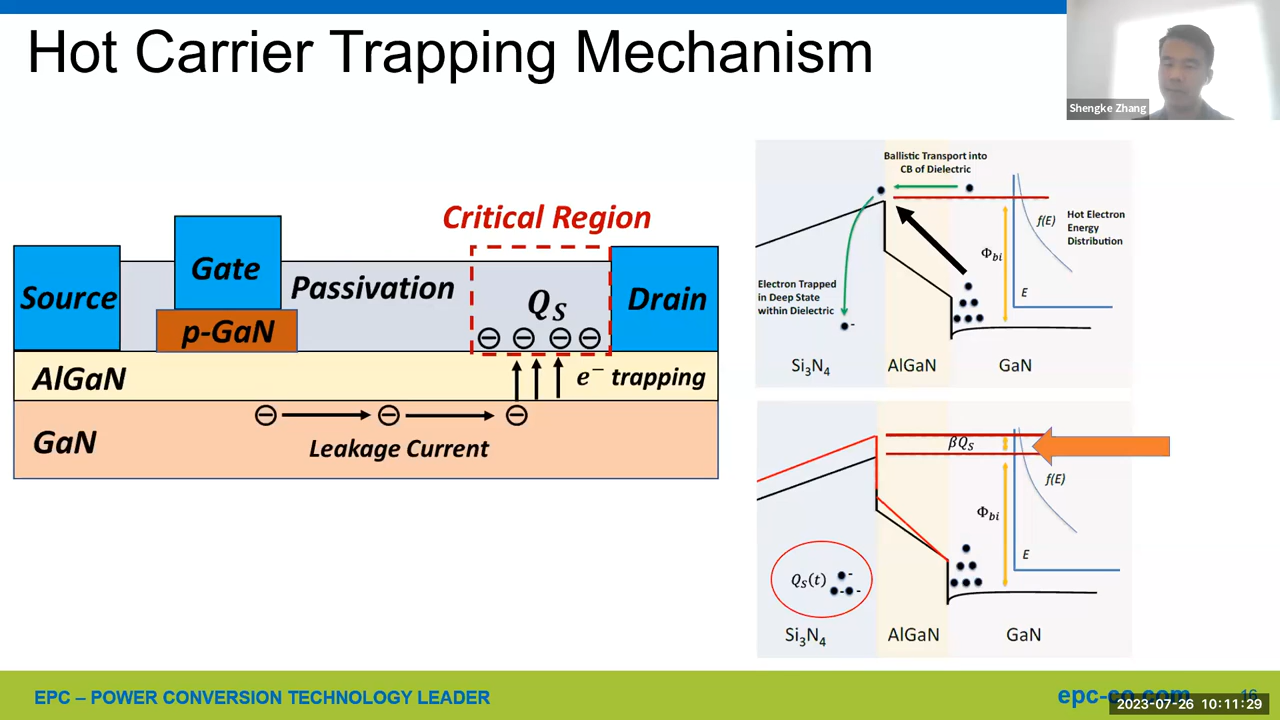 Hot Carrier Trapping Mechanism
Shengke Zhang
Critical Region
Source
Gate
Passivation
Q_S
Drain
p-GaN
AlGaN
e⁻ trapping
GaN
Leakage Current
Ballistic Transport into
CB of Dielectric
f(E)
Hot Electron
Energy
Distribution
Φ_bi
E
Electron Trapped
in Deep State
within Dielectric
-
Si₃N₄
AlGaN
GaN
βQ_S
f(E)
Φ_bi
E
Q_S(t)
-
- -
Si₃N₄
AlGaN
GaN
EPC – POWER CONVERSION TECHNOLOGY LEADER
epc-co.com
16
2023-07-26 10:11:29